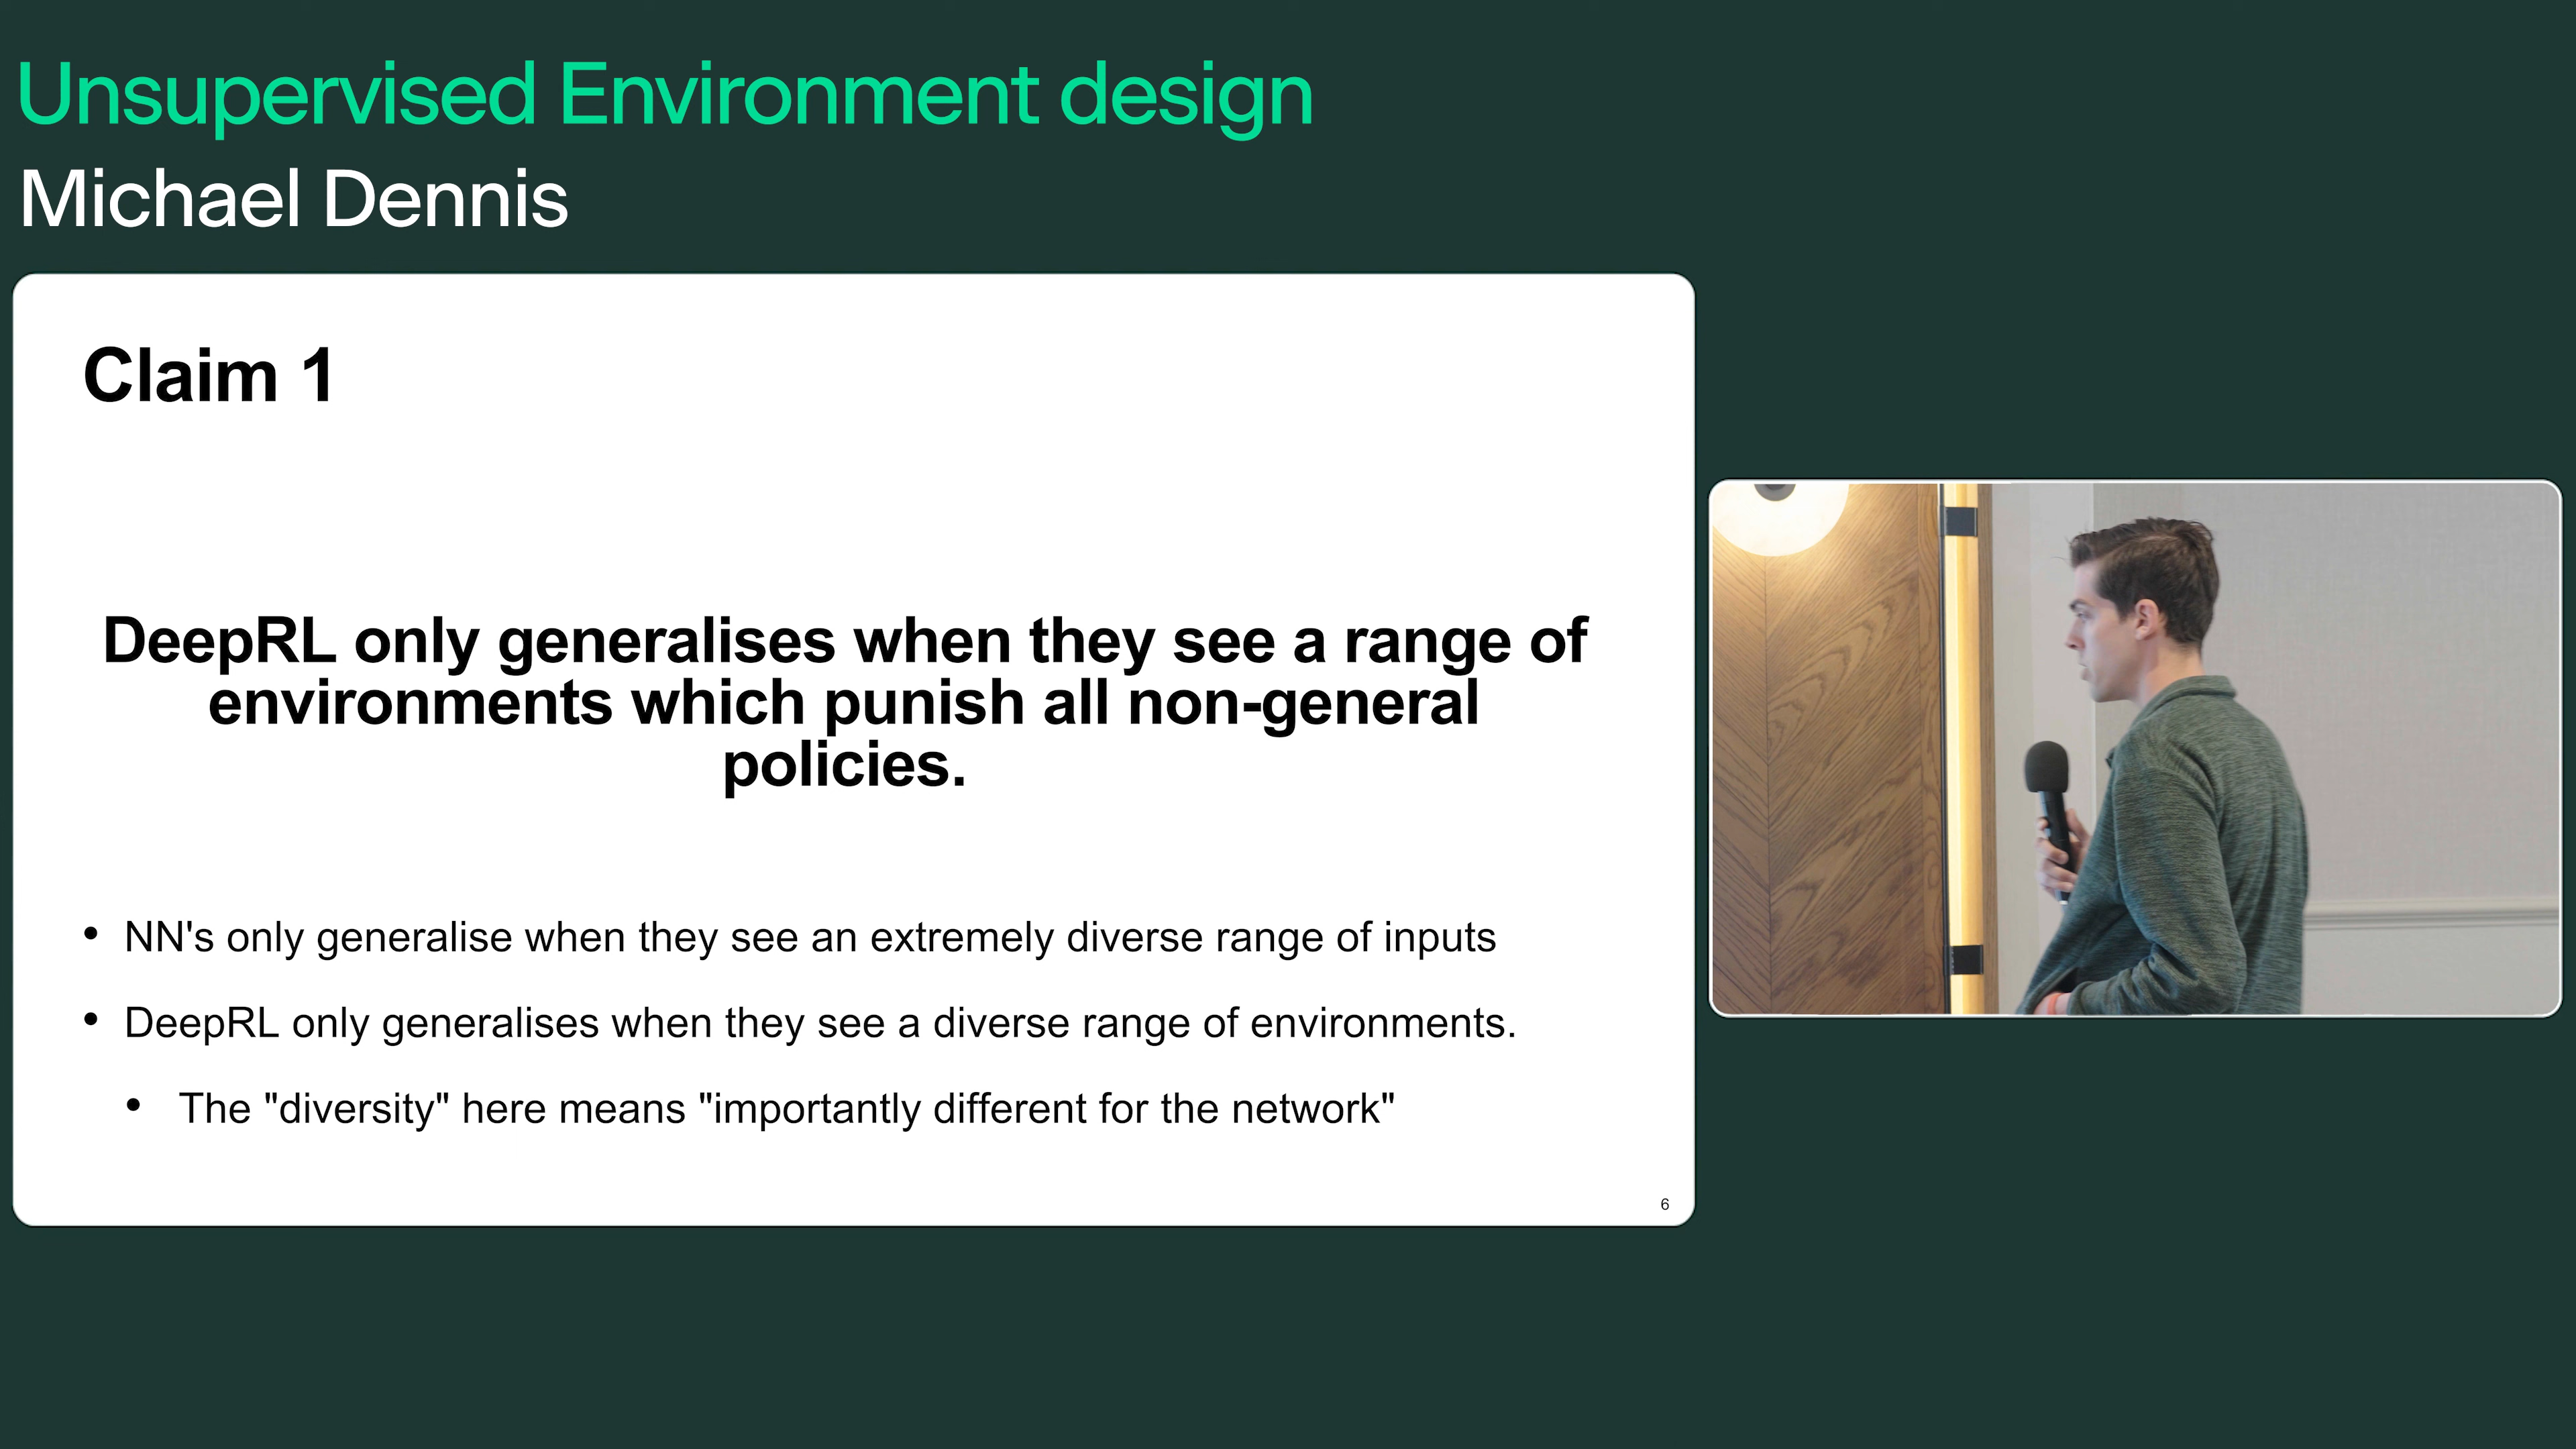 Unsupervised Environment design
Michael Dennis
Claim 1
DeepRL only generalises when they see a range of
environments which punish all non-general
policies.
• NN's only generalise when they see an extremely diverse range of inputs
• DeepRL only generalises when they see a diverse range of environments.
• The "diversity" here means "importantly different for the network"
6